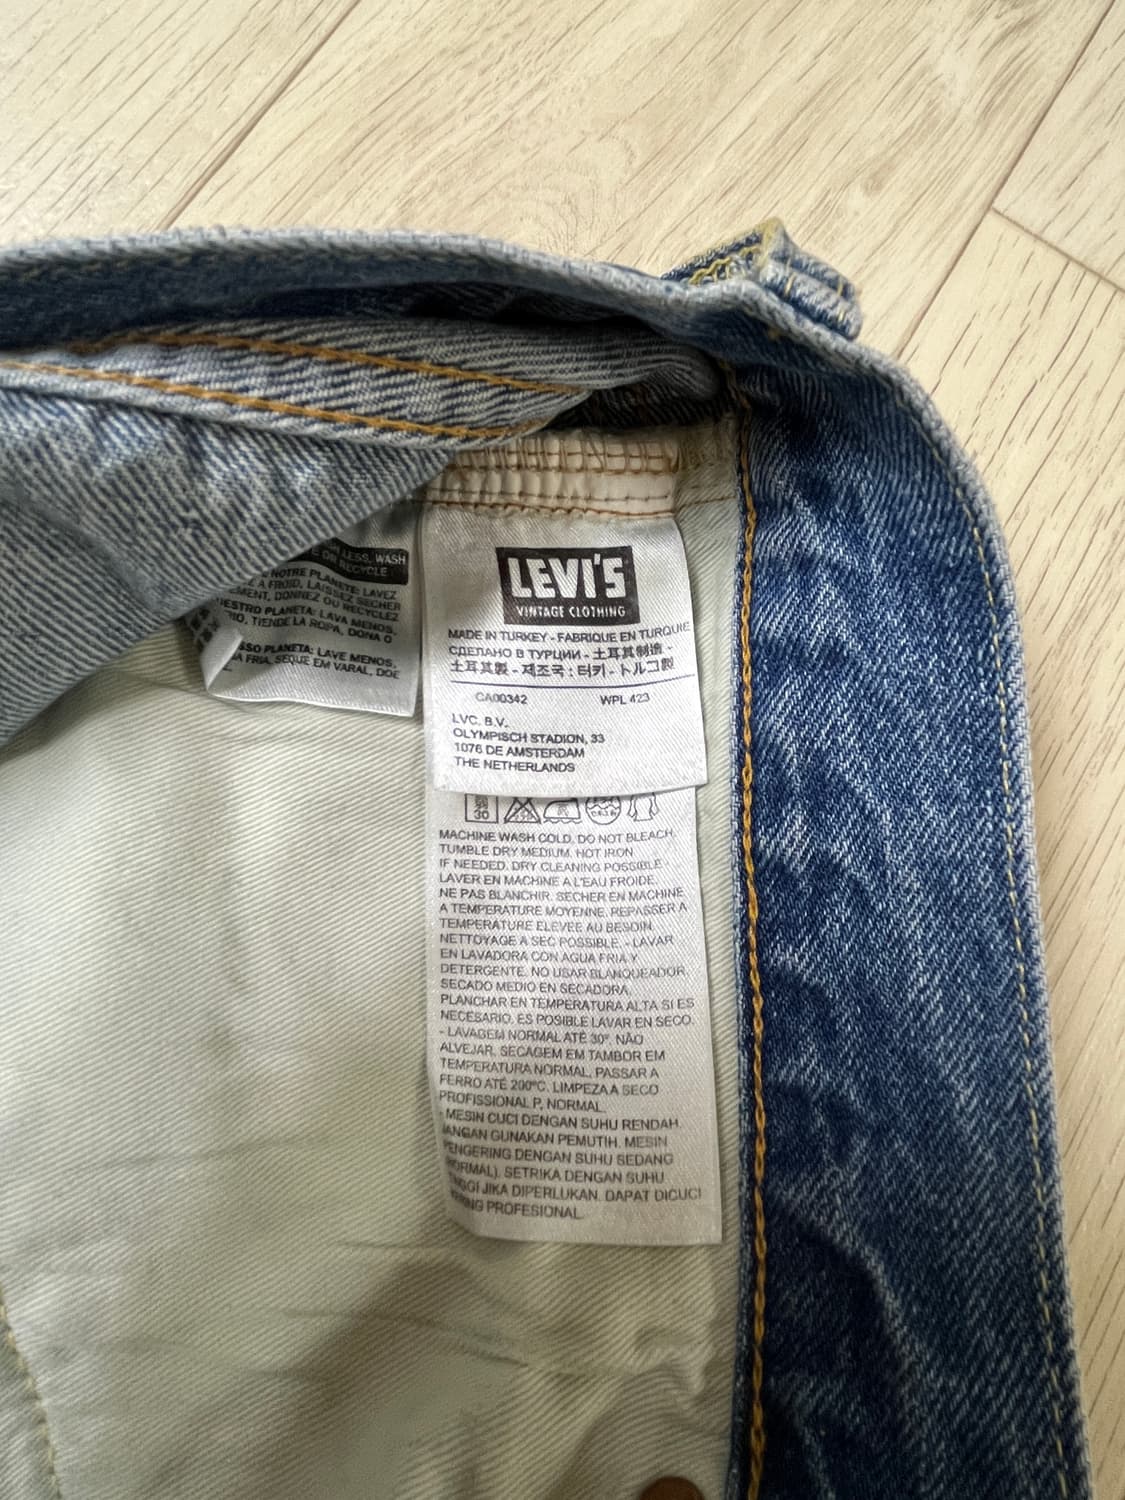 LESS, WASH
RECYCLE
NOTRE PLANETE: LAVEZ
A FROID, LAISSEZ SECHER
DONNEZ OU RECYCLEZ
PLANETA: LAVA MENOS,
TIENDE LA ROPA, DONA O
PLANETA: LAVE MENOS,
FRIA, SEQUE EM VARAL, DOE
LEVI'S
VINTAGE CLOTHING
MADE IN TURKEY - FABRIQUE EN TURQUIE
СДЕЛАНО В ТУРЦИИ - 土耳其制造 -
土耳其製 - 제조국 : 터키 - トルコ製
CA00342 WPL 423
LVC. B.V.
OLYMPISCH STADION, 33
1076 DE AMSTERDAM
THE NETHERLANDS
30
MACHINE WASH COLD. DO NOT BLEACH.
TUMBLE DRY MEDIUM. HOT IRON
IF NEEDED. DRY CLEANING POSSIBLE
LAVER EN MACHINE A L'EAU FROIDE.
NE PAS BLANCHIR. SECHER EN MACHINE
A TEMPERATURE MOYENNE. REPASSER A
TEMPERATURE ELEVEE AU BESOIN.
NETTOYAGE A SEC POSSIBLE. - LAVAR
EN LAVADORA CON AGUA FRIA Y
DETERGENTE. NO USAR BLANQUEADOR.
SECADO MEDIO EN SECADORA.
PLANCHAR EN TEMPERATURA ALTA SI ES
NECESARIO. ES POSIBLE LAVAR EN SECO.
- LAVAGEM NORMAL ATÉ 30º. NÃO
ALVEJAR. SECAGEM EM TAMBOR EM
TEMPERATURA NORMAL. PASSAR A
FERRO ATÉ 200ºC. LIMPEZA A SECO
PROFISSIONAL P, NORMAL.
- MESIN CUCI DENGAN SUHU RENDAH.
JANGAN GUNAKAN PEMUTIH. MESIN
PENGERING DENGAN SUHU SEDANG
(NORMAL). SETRIKA DENGAN SUHU
TINGGI JIKA DIPERLUKAN. DAPAT DICUCI
KERING PROFESIONAL.